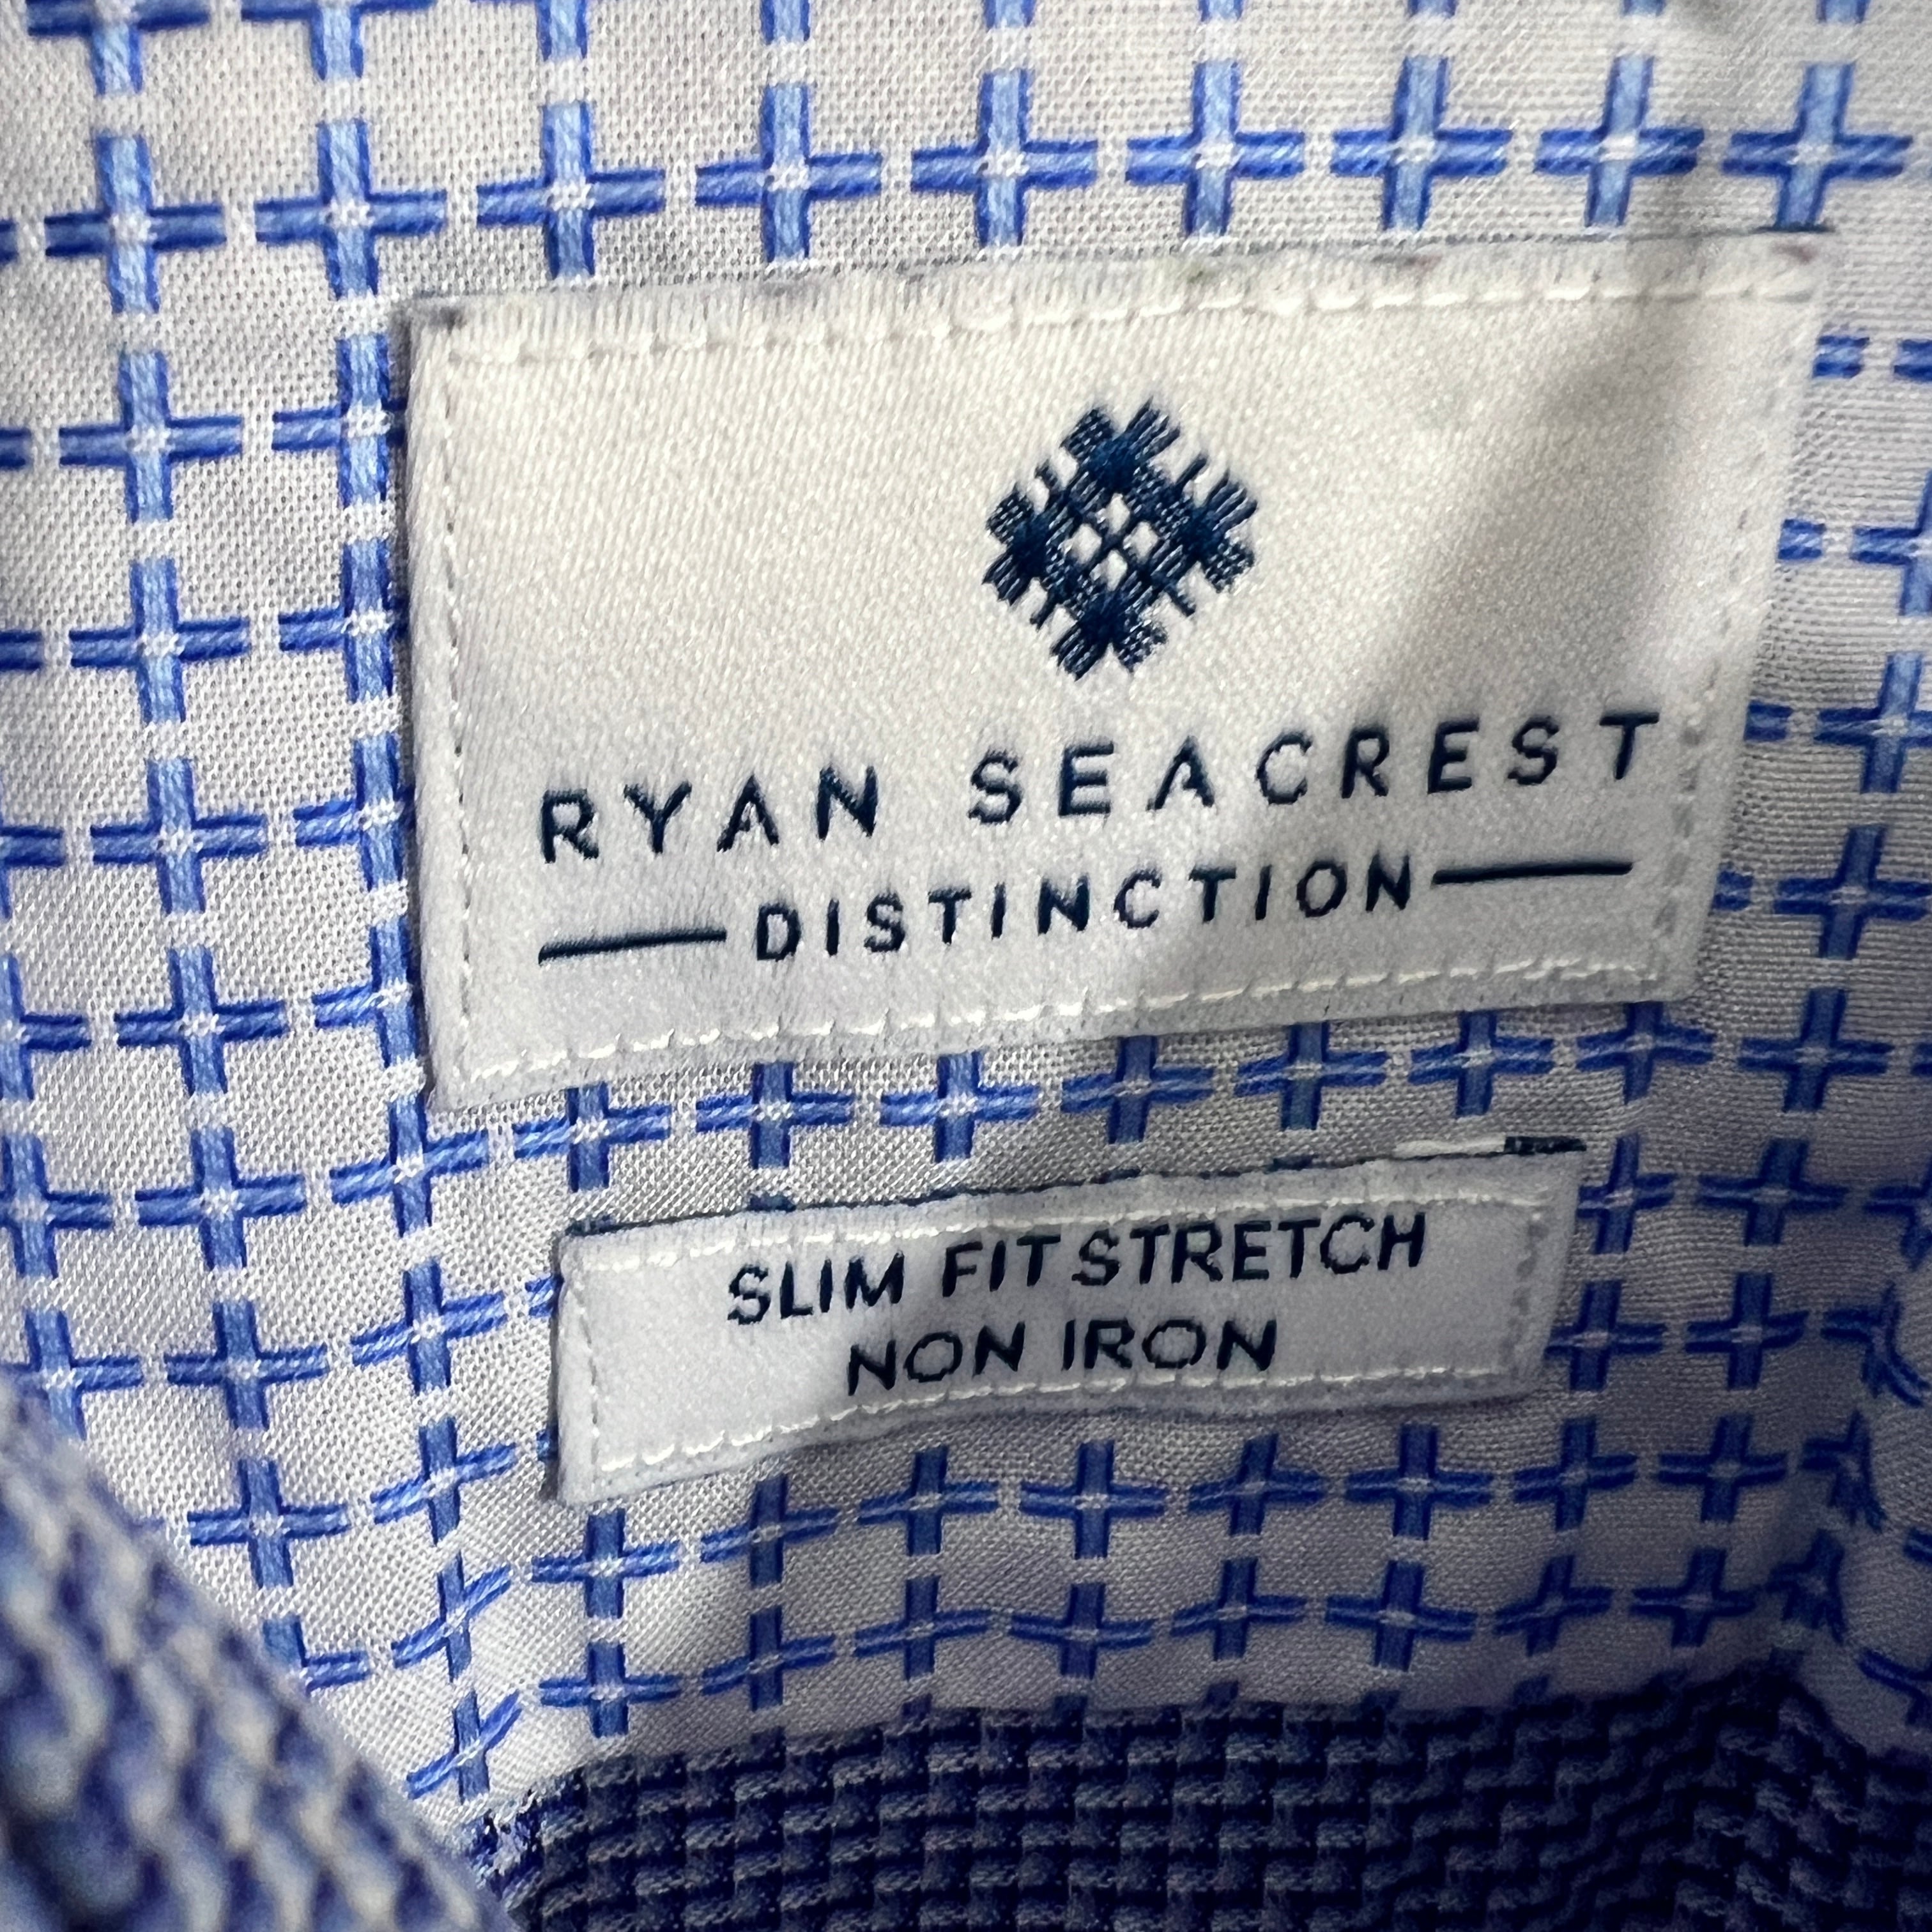 RYAN SEACREST
DISTINCTION
SLIM FIT STRETCH
NON IRON